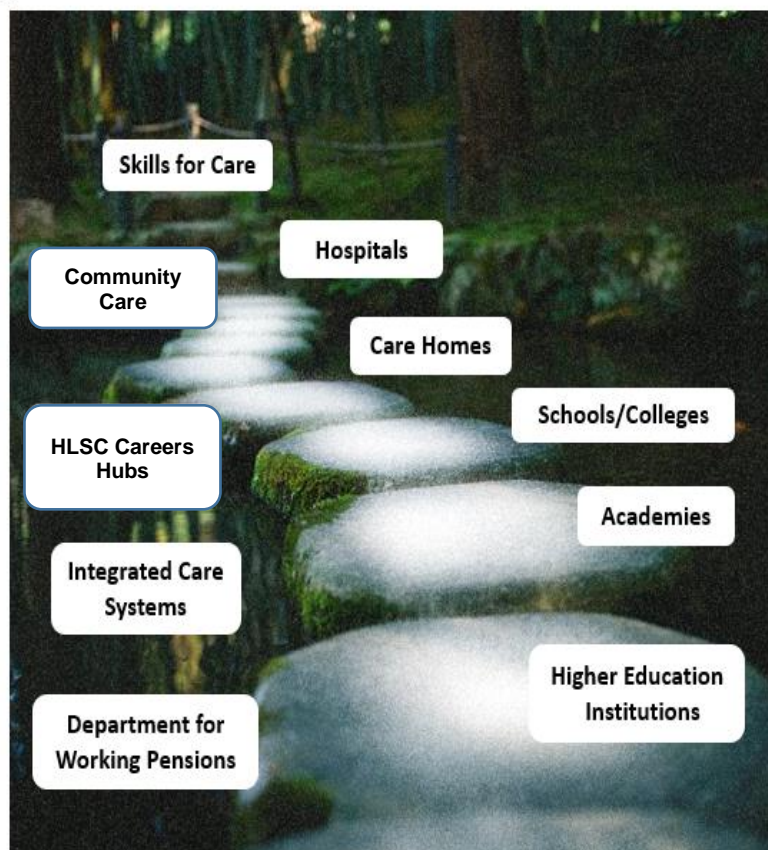 Skills for Care
Hospitals
Community
Care
Care Homes
Schools/Colleges
HLSC Careers
Hubs
Academies
Integrated Care
Systems
Higher Education
Institutions
Department for
Working Pensions